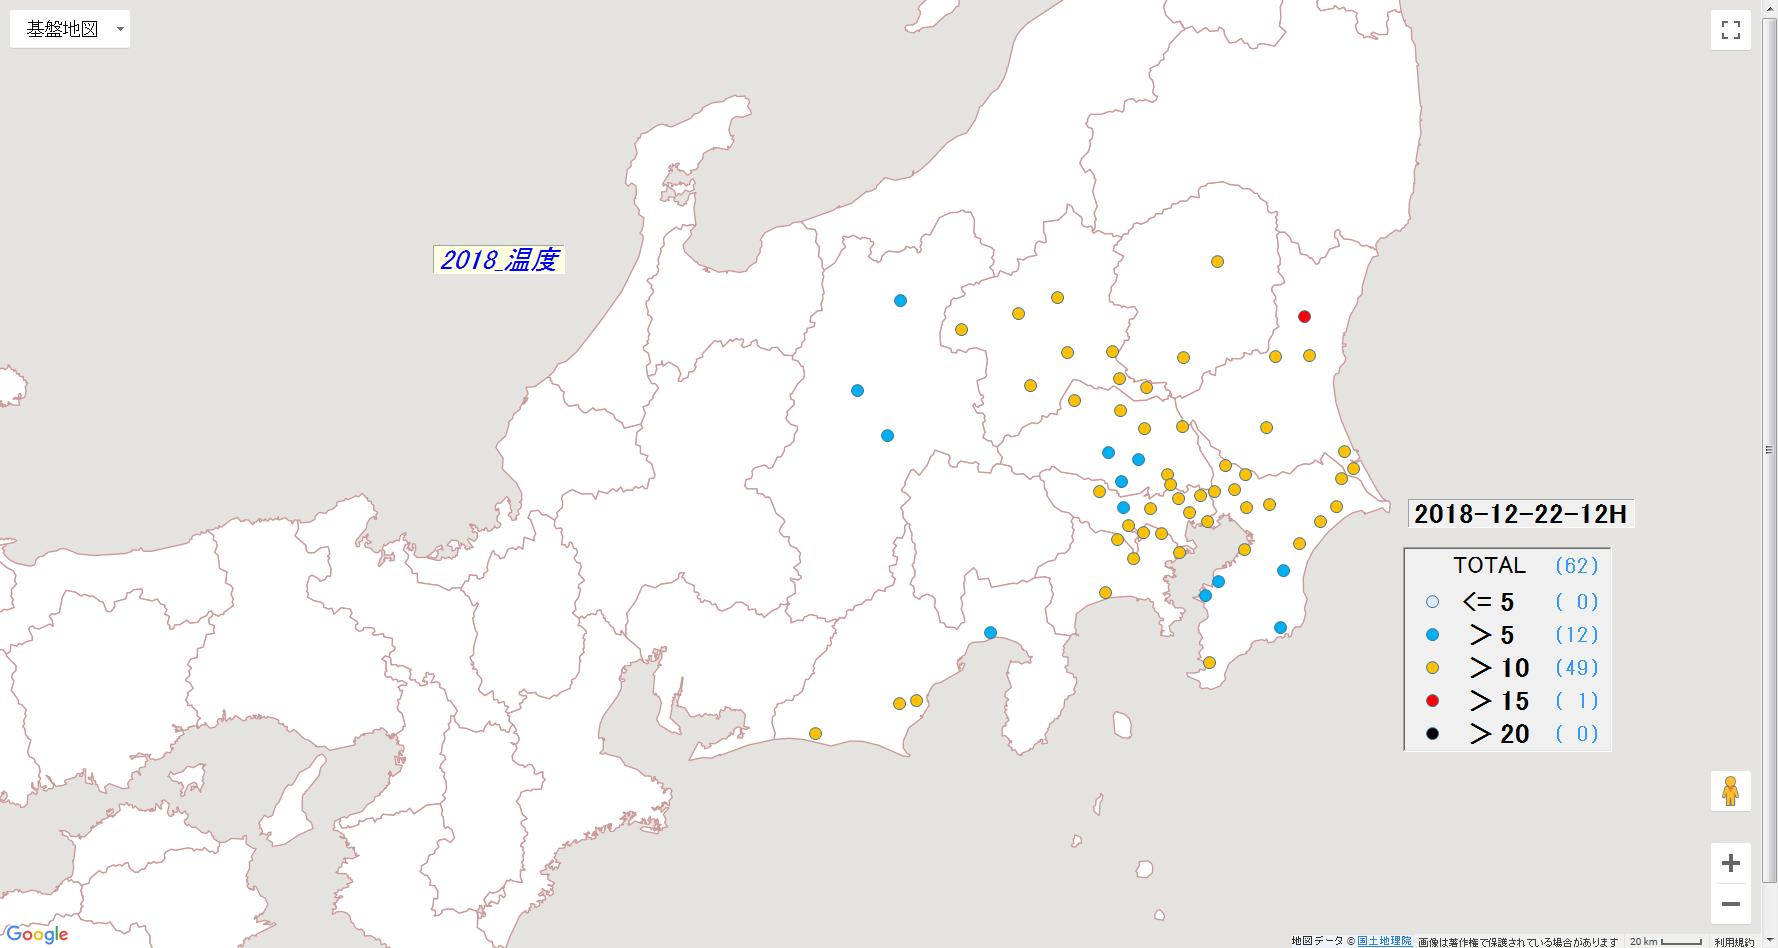 基盤地図
2018_温度
2018-12-22-12H
TOTAL (62)
<= 5 ( 0)
> 5 (12)
> 10 (49)
> 15 ( 1)
> 20 ( 0)
Google
地図データ © 国土地理院 画像は著作権で保護されている場合があります 20 km 利用規約